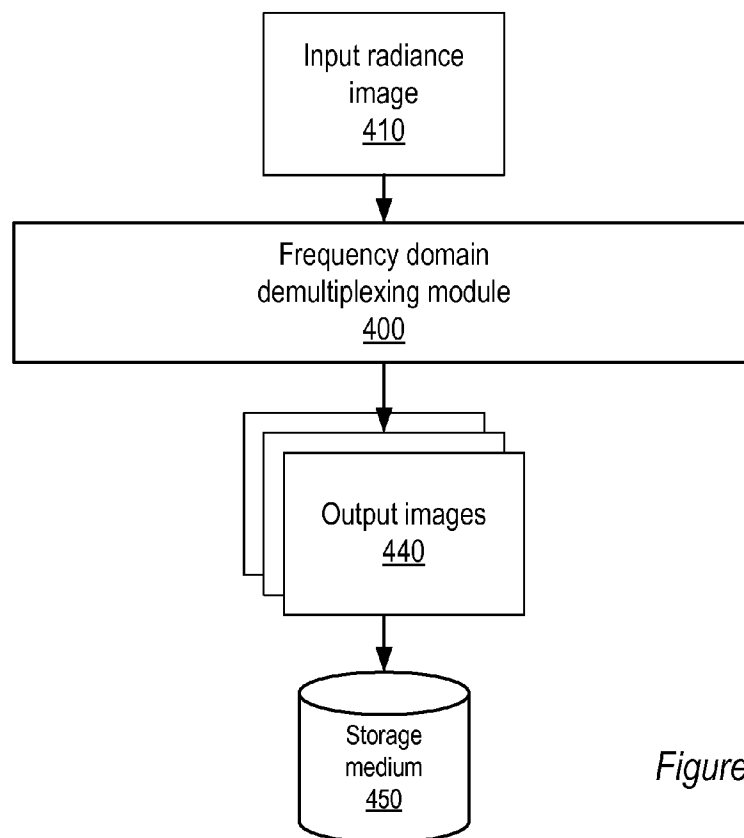 Input radiance
image
410
Frequency domain
demultiplexing module
400
Output images
440
Storage
medium
450
Figure